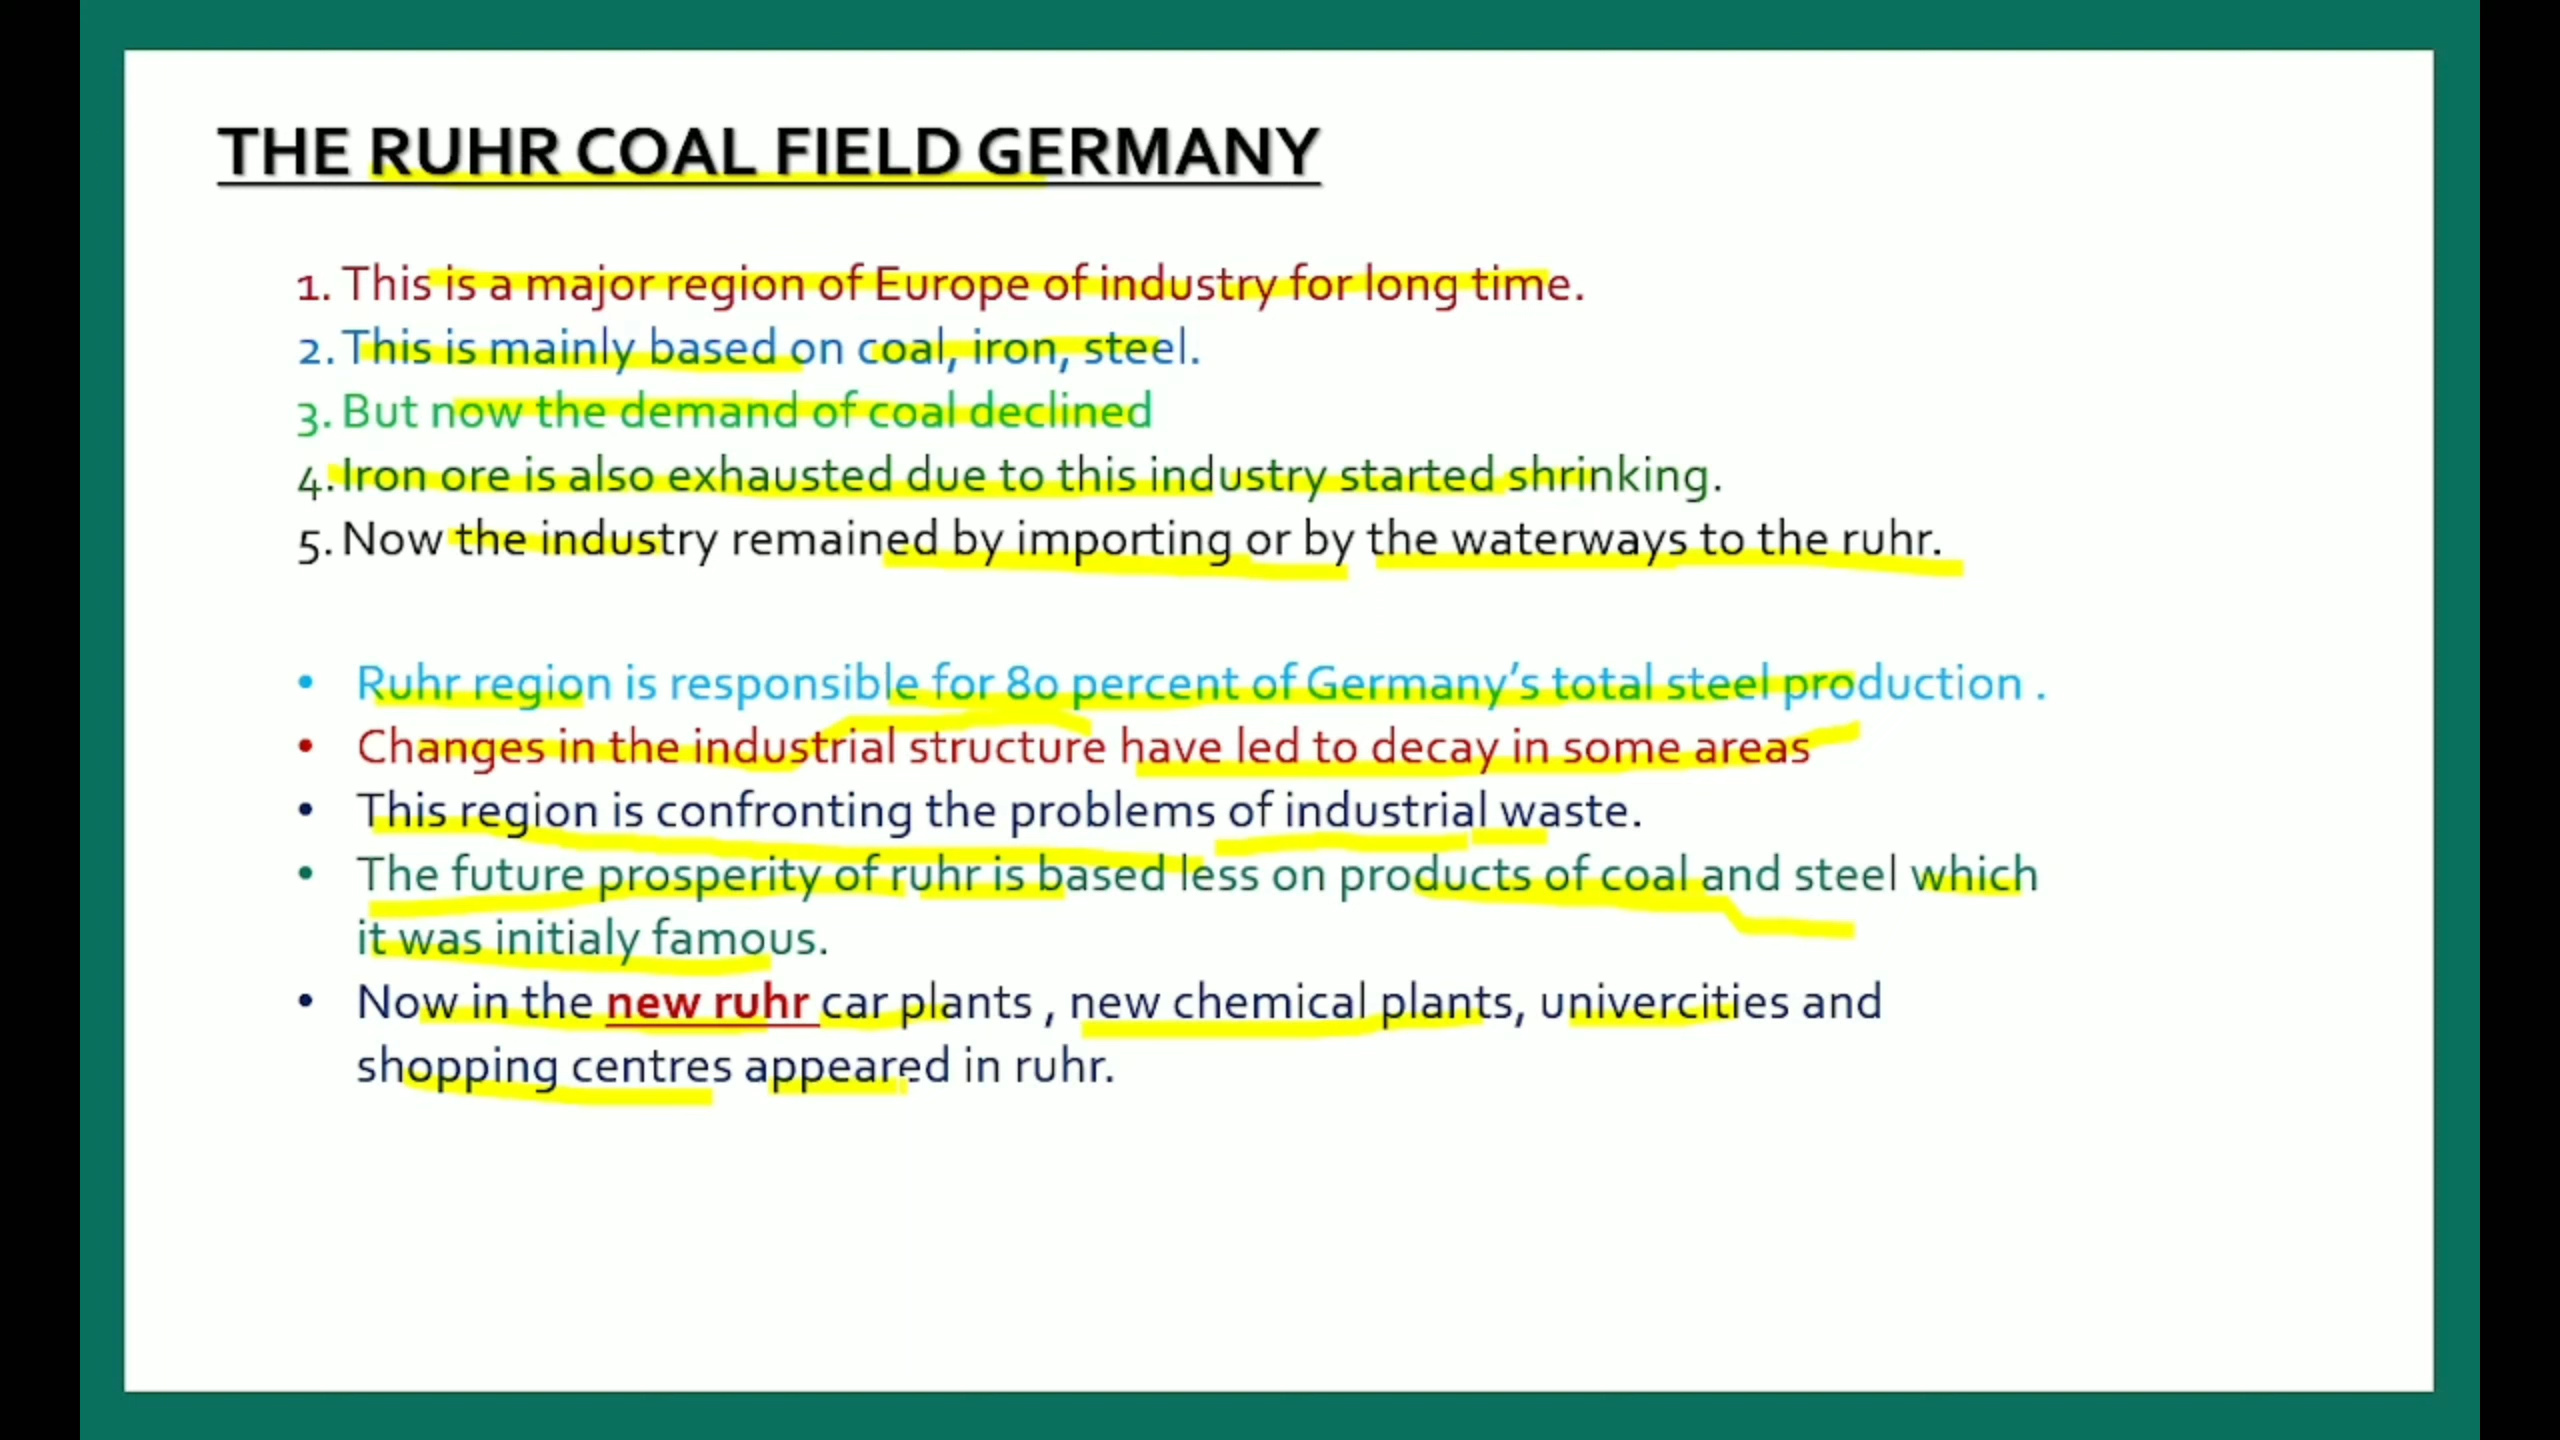 THE RUHR COAL FIELD GERMANY
1. This is a major region of Europe of industry for long time.
2. This is mainly based on coal, iron, steel.
3. But now the demand of coal declined
4. Iron ore is also exhausted due to this industry started shrinking.
5. Now the industry remained by importing or by the waterways to the ruhr.
• Ruhr region is responsible for 80 percent of Germany’s total steel production .
• Changes in the industrial structure have led to decay in some areas
• This region is confronting the problems of industrial waste.
• The future prosperity of ruhr is based less on products of coal and steel which
it was initialy famous.
• Now in the new ruhr car plants , new chemical plants, univercities and
shopping centres appeared in ruhr.